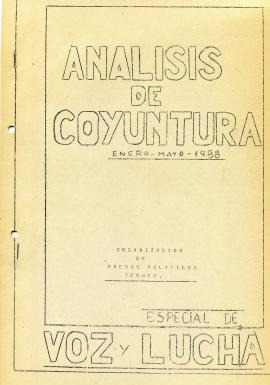 ANALISIS
DE
COYUNTURA
ENERO-MAYO-1988
ORGANIZACION
DE
PRESOS POLITICOS
TEMUCO.
ESPECIAL DE
VOZ Y LUCHA